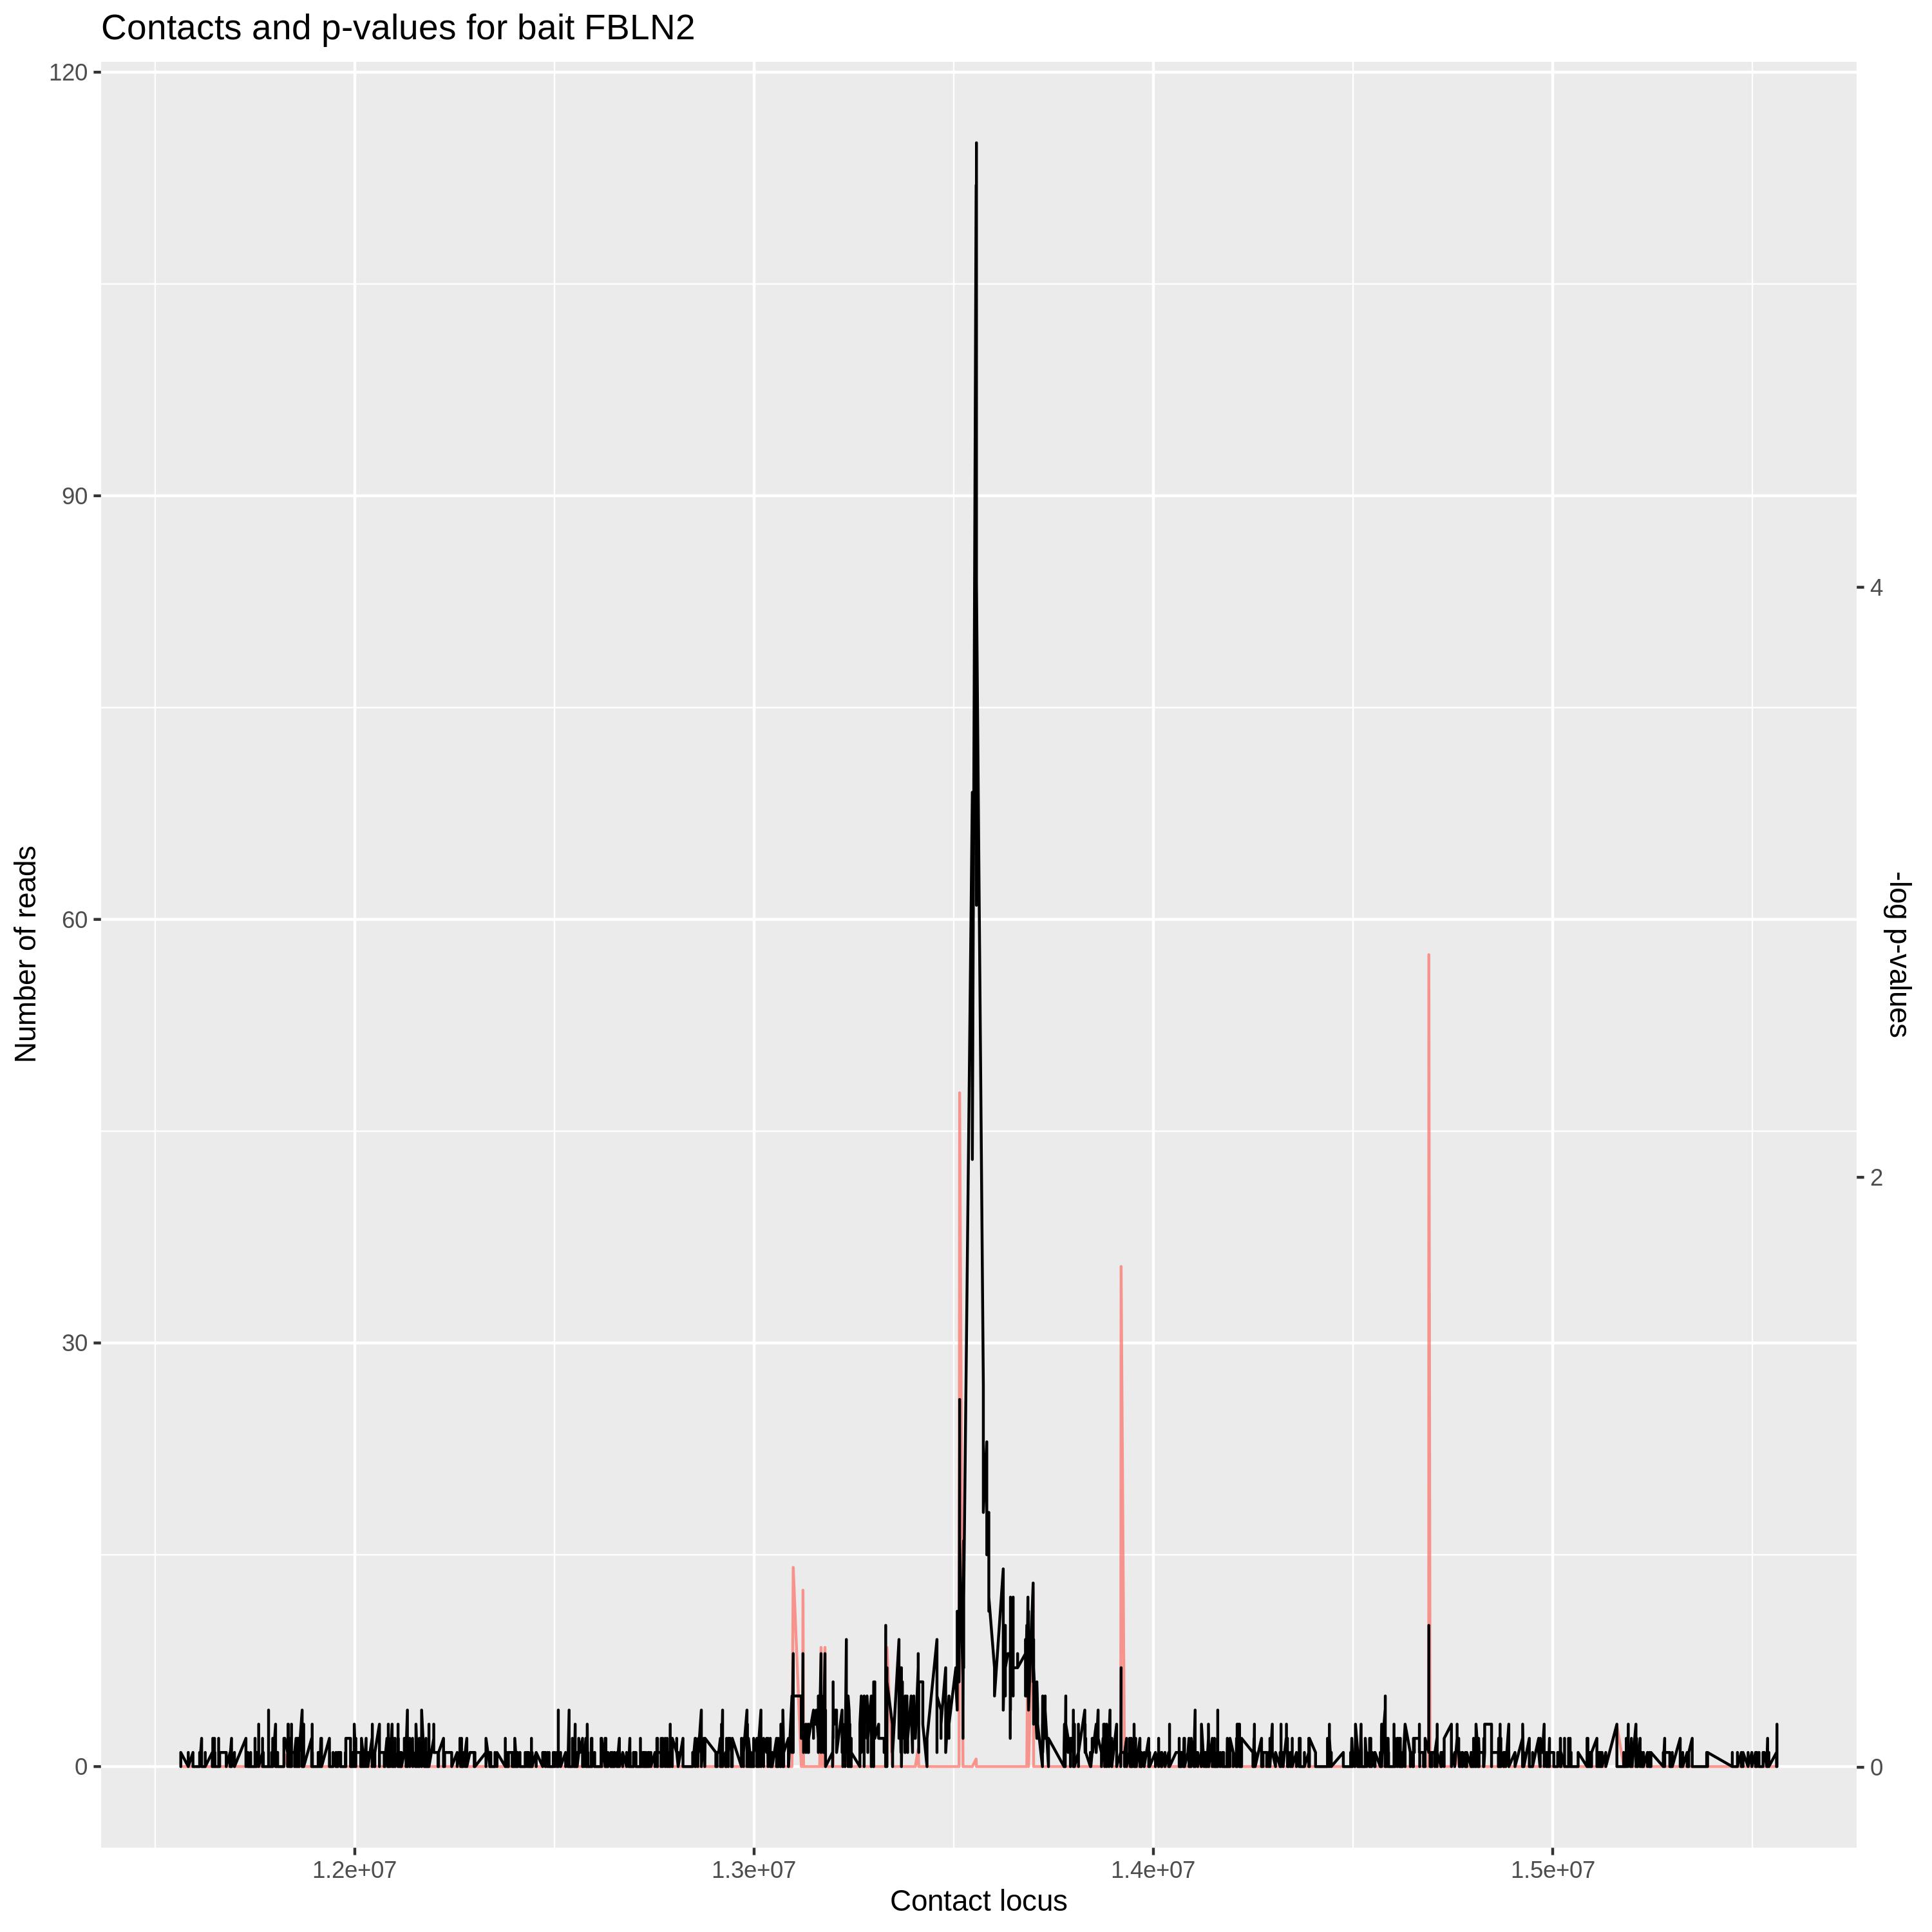 Contacts and p-values for bait FBLN2
120
90
60
30
0
Number of reads
4
2
0
-log p-values
1.2e+07
1.3e+07
1.4e+07
1.5e+07
Contact locus